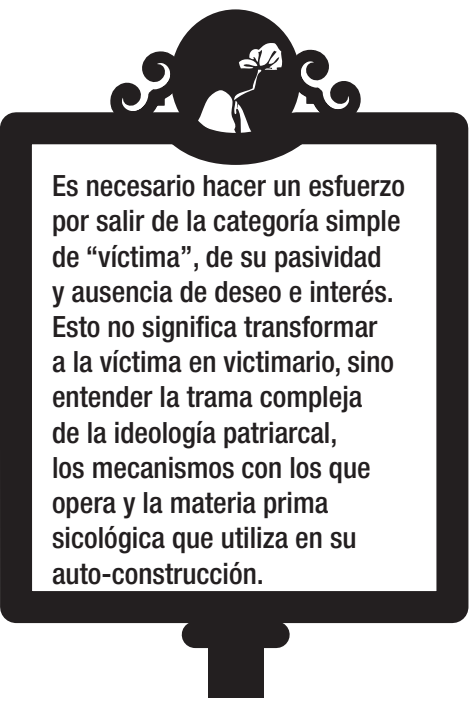 Es necesario hacer un esfuerzo
por salir de la categoría simple
de “víctima”, de su pasividad
y ausencia de deseo e interés.
Esto no significa transformar
a la víctima en victimario, sino
entender la trama compleja
de la ideología patriarcal,
los mecanismos con los que
opera y la materia prima
sicológica que utiliza en su
auto-construcción.